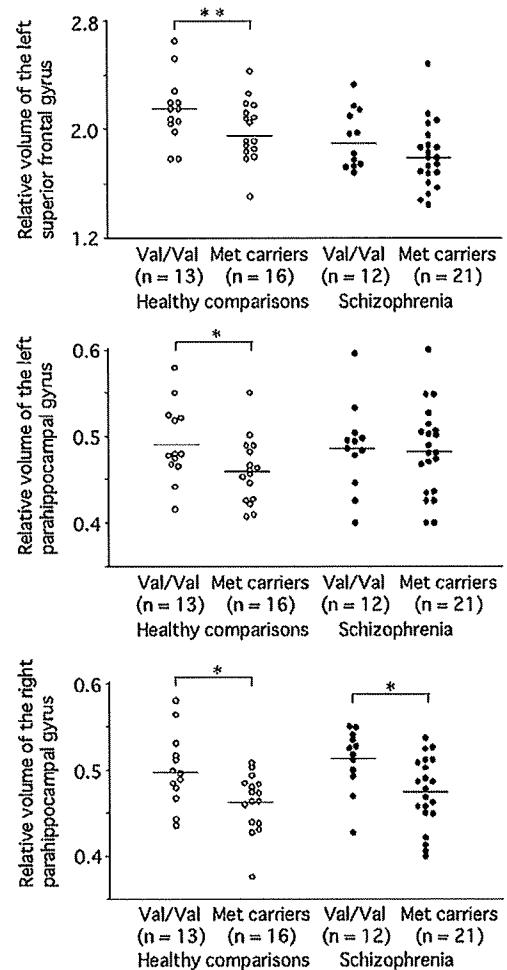 Relative volume of the left
superior frontal gyrus
2.8
2.0
1.2
**
Val/Val Met carriers Val/Val Met carriers
(n = 13) (n = 16) (n = 12) (n = 21)
Healthy comparisons Schizophrenia
Relative volume of the left
parahippocampal gyrus
0.6
0.5
0.4
*
Val/Val Met carriers Val/Val Met carriers
(n = 13) (n = 16) (n = 12) (n = 21)
Healthy comparisons Schizophrenia
Relative volume of the right
parahippocampal gyrus
0.6
0.5
0.4
* *
Val/Val Met carriers Val/Val Met carriers
(n = 13) (n = 16) (n = 12) (n = 21)
Healthy comparisons Schizophrenia